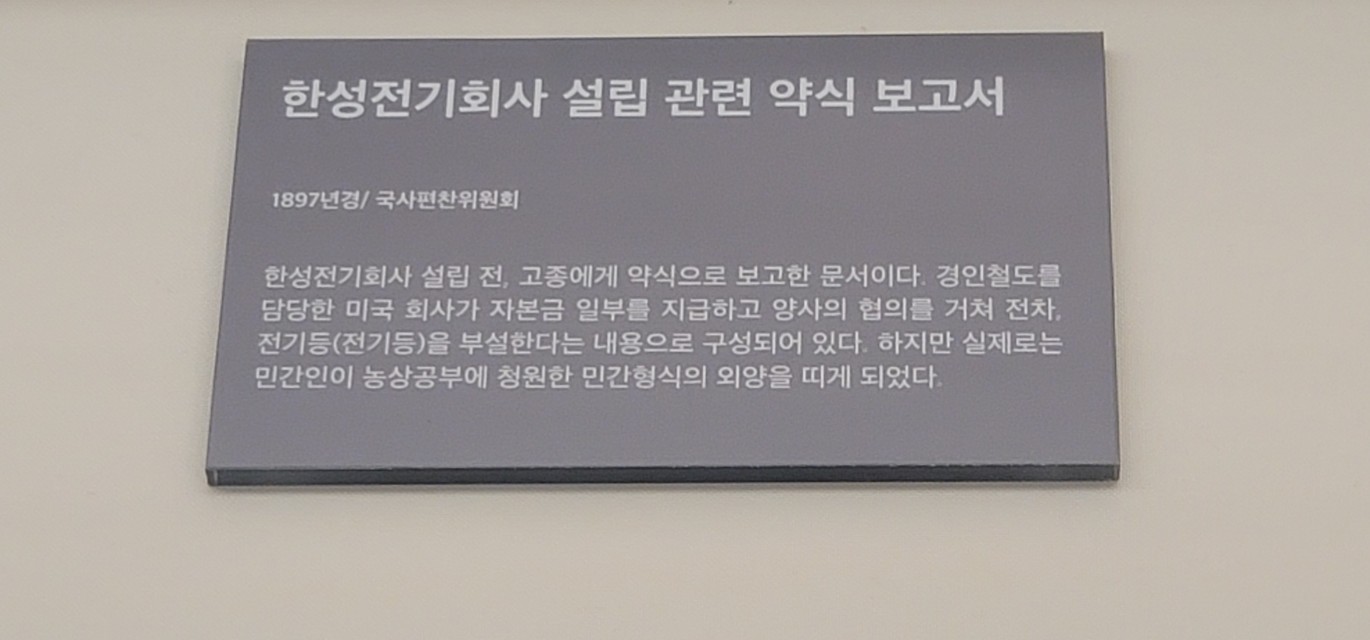 한성전기회사 설립 관련 약식 보고서
1897년경/ 국사편찬위원회
한성전기회사 설립 전, 고종에게 약식으로 보고한 문서이다. 경인철도를
담당한 미국 회사가 자본금 일부를 지급하고 양사의 협의를 거쳐 전차,
전기등(전기등)을 부설한다는 내용으로 구성되어 있다. 하지만 실제로는
민간인이 농상공부에 청원한 민간형식의 외양을 띠게 되었다.